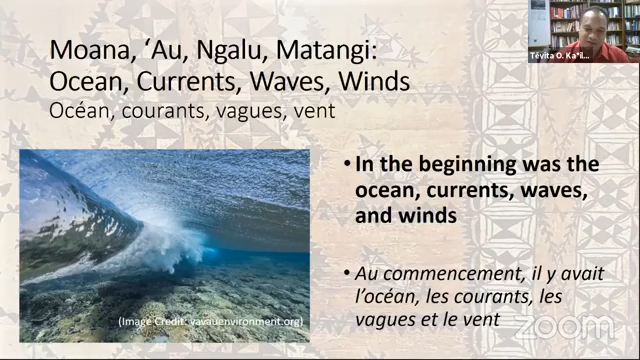 Moana, ‘Au, Ngalu, Matangi:
Ocean, Currents, Waves, Winds
Océan, courants, vagues, vent
Tēvita O. Ka‘il...
• In the beginning was the
ocean, currents, waves,
and winds
• Au commencement, il y avait
l’océan, les courants, les
vagues et le vent
(Image Credit: vavauenvironment.org)
zoom